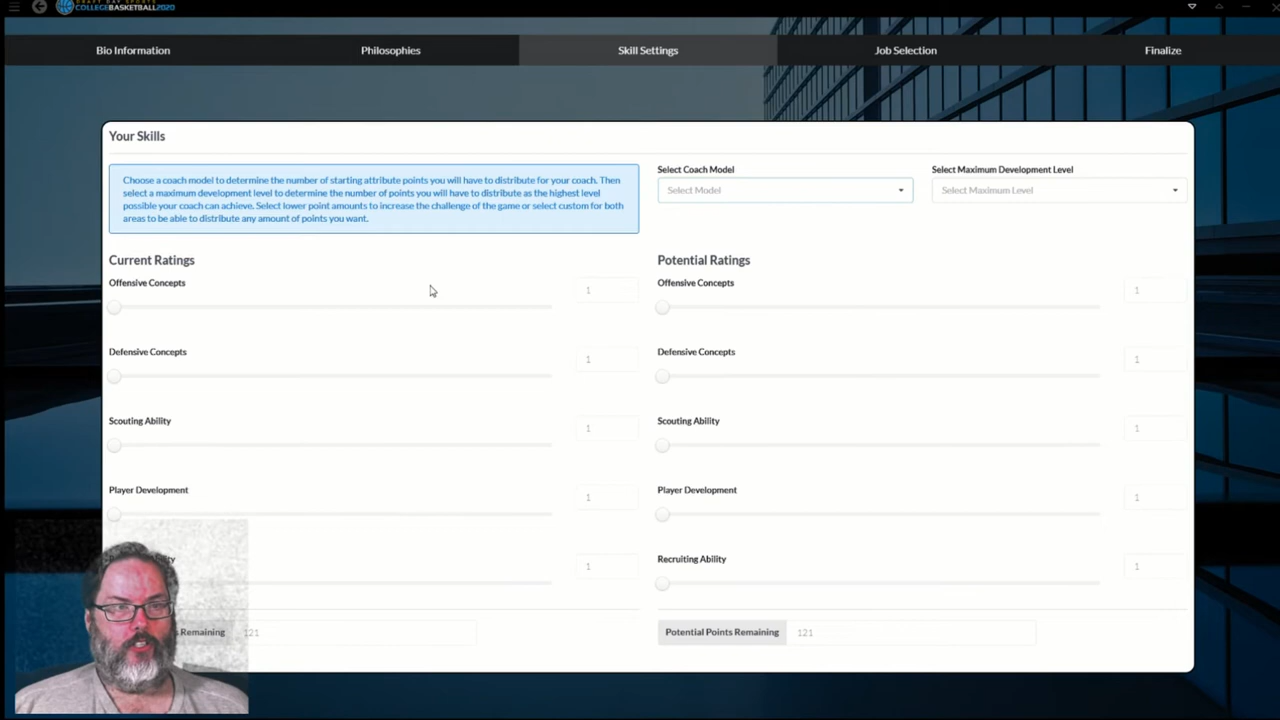 DRAFT DAY SPORTS
COLLEGE BASKETBALL 2020
Bio Information
Philosophies
Skill Settings
Job Selection
Finalize
Your Skills
Choose a coach model to determine the number of starting attribute points you will have to distribute for your coach. Then
select a maximum development level to determine the number of points you will have to distribute as the highest level
possible your coach can achieve. Select lower point amounts to increase the challenge of the game or select custom for both
areas to be able to distribute any amount of points you want.
Select Coach Model
Select Model
Select Maximum Development Level
Select Maximum Level
Current Ratings
Offensive Concepts
1
Defensive Concepts
1
Scouting Ability
1
Player Development
1
1
Remaining
121
Potential Ratings
Offensive Concepts
1
Defensive Concepts
1
Scouting Ability
1
Player Development
1
Recruiting Ability
1
Potential Points Remaining
121